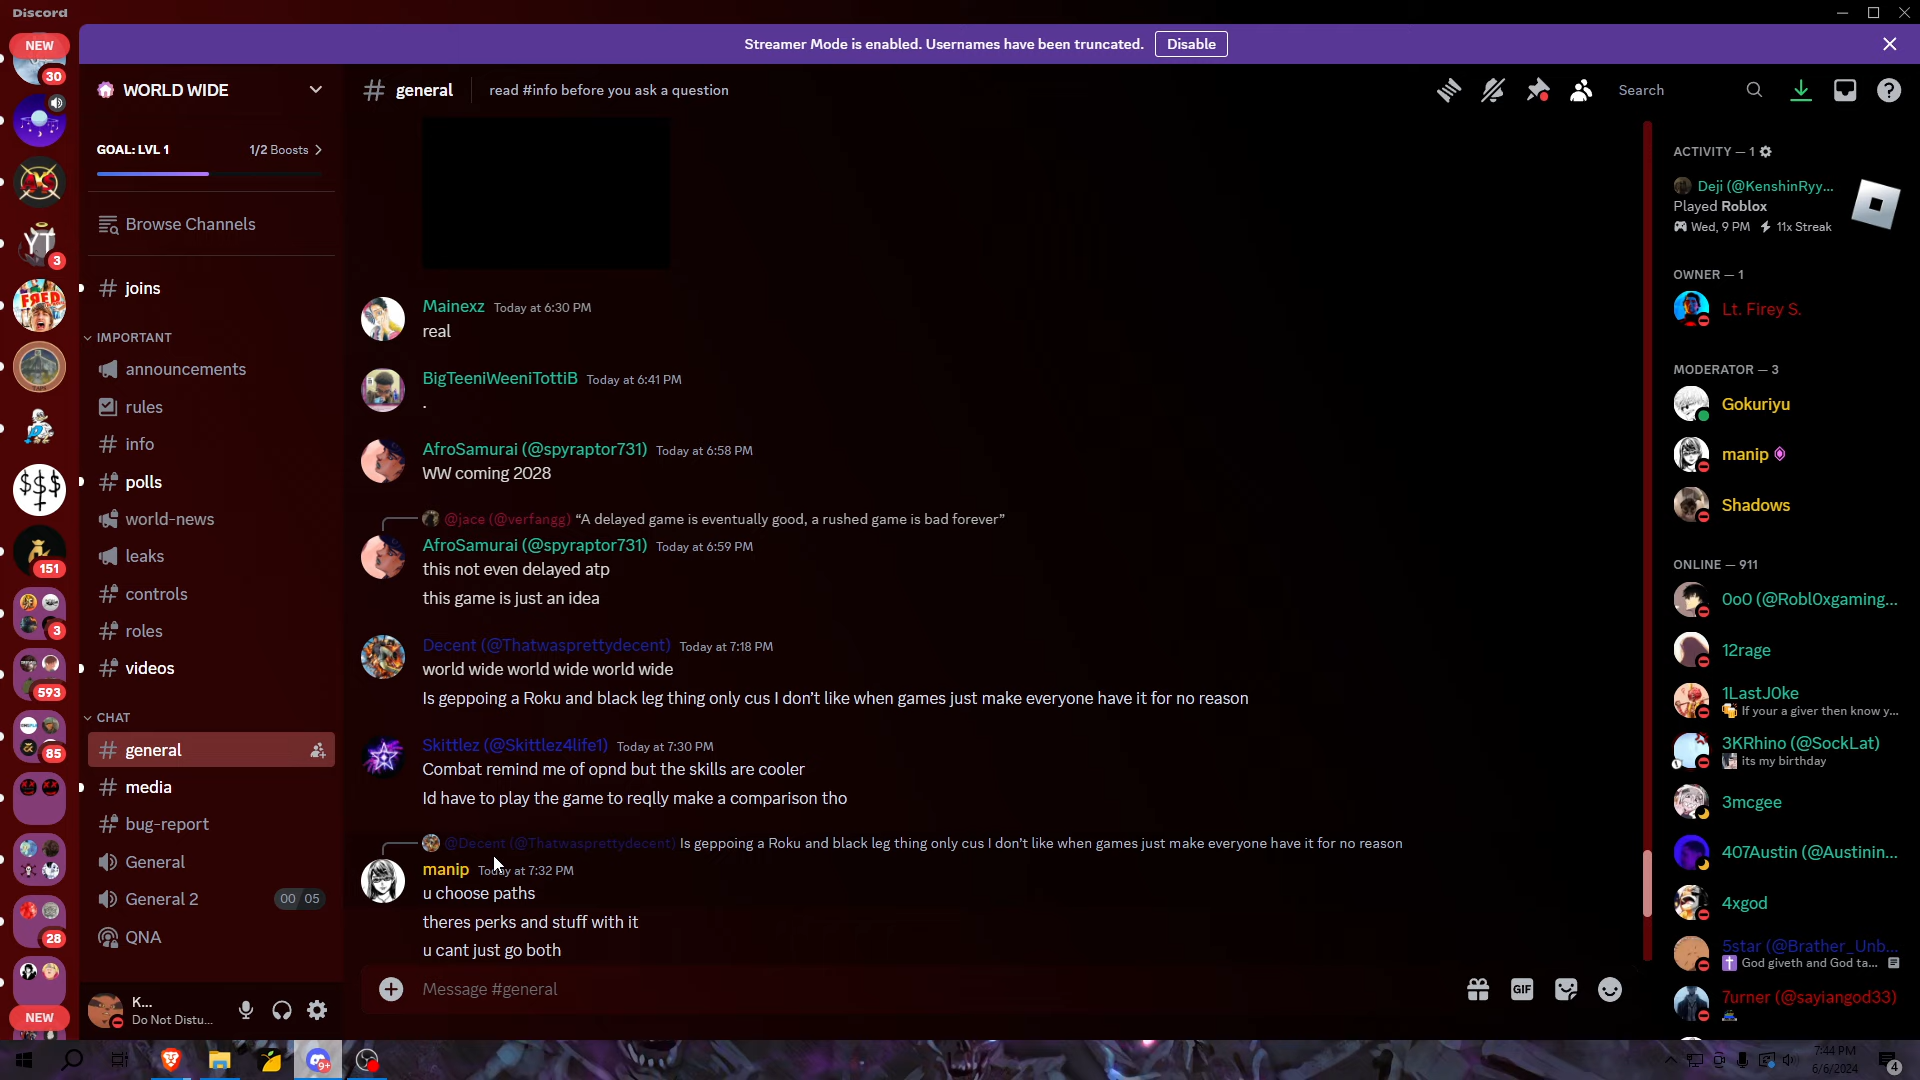 Discord
Streamer Mode is enabled. Usernames have been truncated.
Disable
NEW
30
3
151
3
593
85
28
NEW
WORLD WIDE
GOAL: LVL 1
1/2 Boosts
Browse Channels
joins
IMPORTANT
announcements
rules
info
polls
world-news
leaks
controls
roles
videos
CHAT
general
media
bug-report
General
General 2
00 05
QNA
K...
Do Not Distu...
general
read #info before you ask a question
Search
Mainexz Today at 6:30 PM
real
BigTeeniWeeniTottiB Today at 6:41 PM
.
AfroSamurai (@spyraptor731) Today at 6:58 PM
WW coming 2028
@jace (@verfangg) “A delayed game is eventually good, a rushed game is bad forever”
AfroSamurai (@spyraptor731) Today at 6:59 PM
this not even delayed atp
this game is just an idea
Decent (@Thatwasprettydecent) Today at 7:18 PM
world wide world wide world wide
Is geppoing a Roku and black leg thing only cus I don’t like when games just make everyone have it for no reason
Skittlez (@Skittlez4life1) Today at 7:30 PM
Combat remind me of opnd but the skills are cooler
Id have to play the game to reqlly make a comparison tho
@Decent (@Thatwasprettydecent) Is geppoing a Roku and black leg thing only cus I don’t like when games just make everyone have it for no reason
manip Today at 7:32 PM
u choose paths
theres perks and stuff with it
u cant just go both
Message #general
GIF
ACTIVITY — 1
Deji (@KenshinRyy...
Played Roblox
Wed, 9 PM 11x Streak
OWNER — 1
Lt. Firey S.
MODERATOR — 3
Gokuriyu
manip
Shadows
ONLINE — 911
0o0 (@Robl0xgaming...
12rage
1LastJ0ke
If your a giver then know y...
3KRhino (@SockLat)
its my birthday
3mcgee
407Austin (@Austinin...
4xgod
5star (@Brather_Unb...
God giveth and God ta...
7urner (@sayiangod33)
9+
7:44 PM
6/6/2024
4